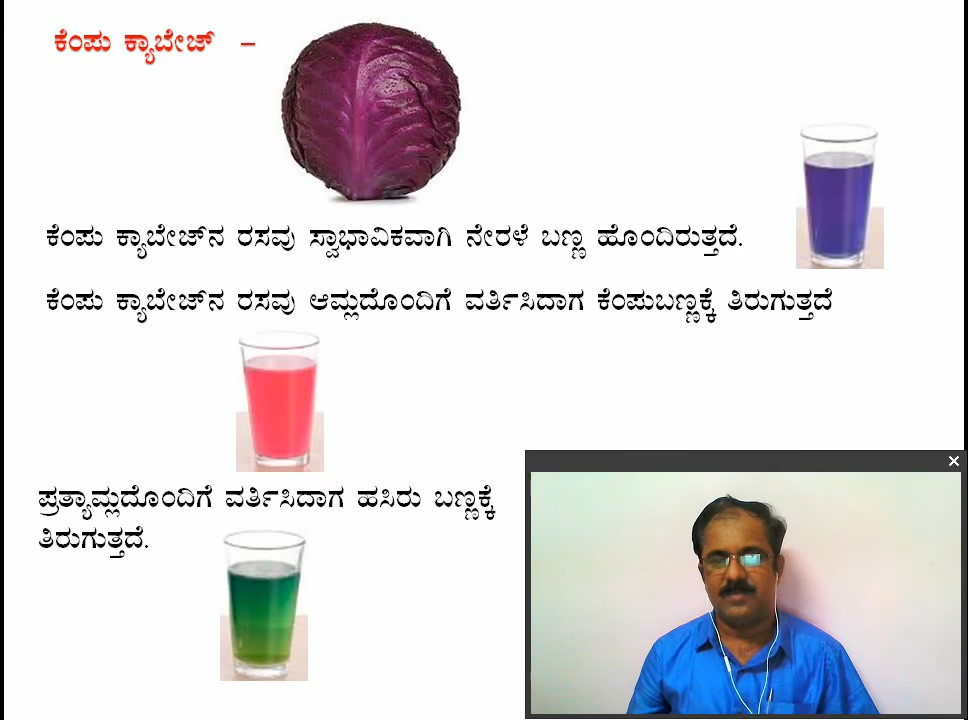 ಕೆಂಪು ಕ್ಯಾಬೇಜ್ –
ಕೆಂಪು ಕ್ಯಾಬೇಜ್‌ನ ರಸವು ಸ್ವಾಭಾವಿಕವಾಗಿ ನೇರಳೆ ಬಣ್ಣ ಹೊಂದಿರುತ್ತದೆ.
ಕೆಂಪು ಕ್ಯಾಬೇಜ್‌ನ ರಸವು ಆಮ್ಲದೊಂದಿಗೆ ವರ್ತಿಸಿದಾಗ ಕೆಂಪುಬಣ್ಣಕ್ಕೆ ತಿರುಗುತ್ತದೆ
ಪ್ರತ್ಯಾಮ್ಲದೊಂದಿಗೆ ವರ್ತಿಸಿದಾಗ ಹಸಿರು ಬಣ್ಣಕ್ಕೆ
ತಿರುಗುತ್ತದೆ.